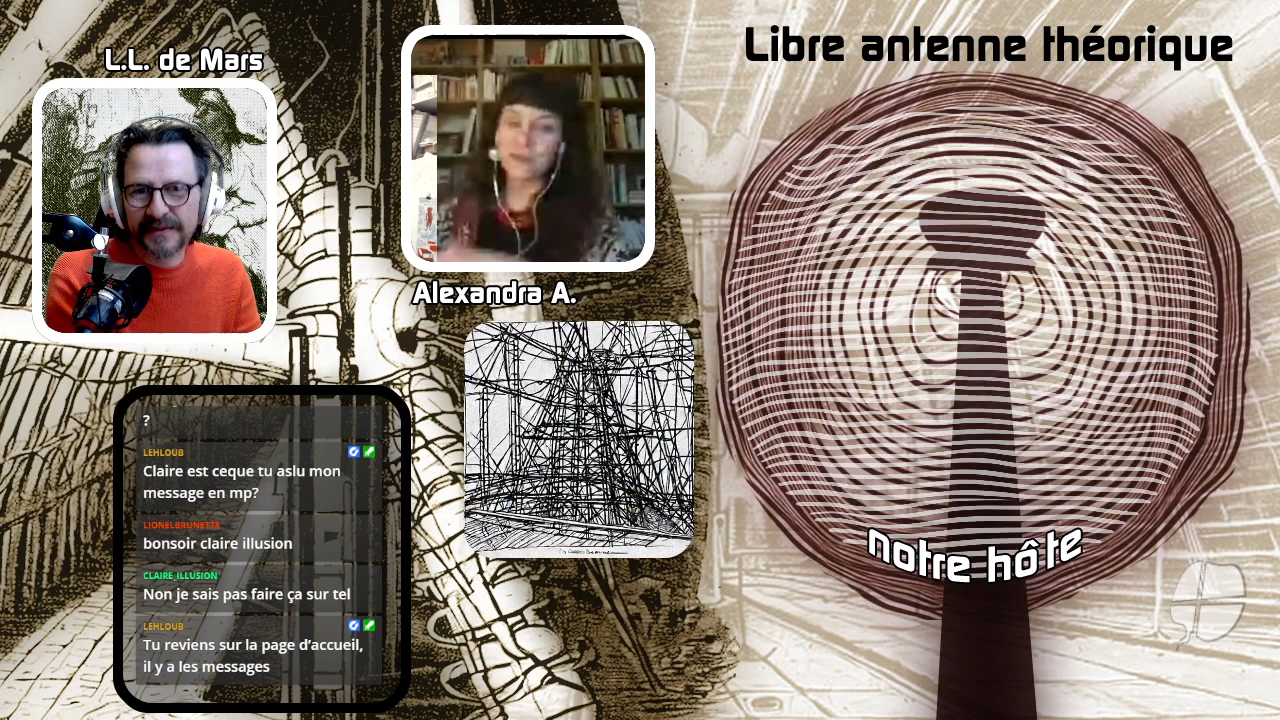 L.L. de Mars
Libre antenne théorique
Alexandra A.
?
LEHLOUB
Claire est ceque tu aslu mon
message en mp?
LIONELBRUNET73
bonsoir claire illusion
CLAIRE_ILLUSION
Non je sais pas faire ça sur tel
LEHLOUB
Tu reviens sur la page d'accueil,
il y a les messages
notre hôte